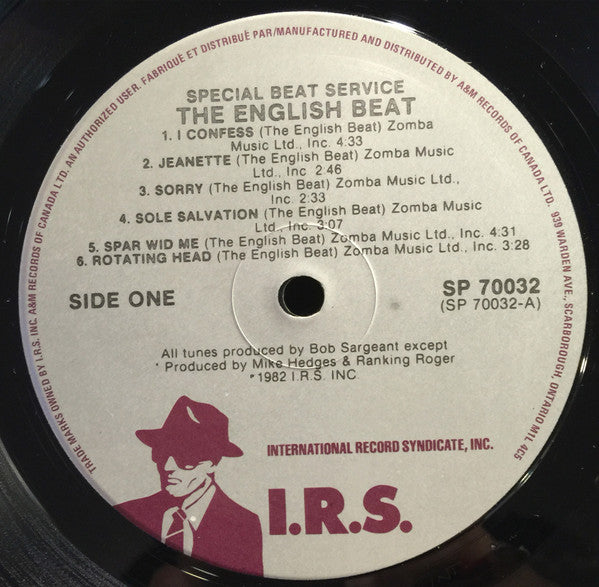 TRADE MARKS OWNED BY I.R.S. INC. A&M RECORDS OF CANADA LTD. AN AUTHORIZED USER. FABRIQUÉ ET DISTRIBUÉ PAR/MANUFACTURED AND DISTRIBUTED BY A&M RECORDS OF CANADA LTD. 939 WARDEN AVE., SCARBOROUGH, ONTARIO M1L 4C5
SPECIAL BEAT SERVICE
THE ENGLISH BEAT
1. I CONFESS (The English Beat) Zomba
Music Ltd., Inc. 4:33
2. JEANETTE (The English Beat) Zomba Music
Ltd., Inc 2 46
3. SORRY (The English Beat) Zomba Music Ltd.,
Inc. 2:33
4. SOLE SALVATION (The English Beat) Zomba Music
Ltd., Inc 3:07
5. SPAR WID ME (The English Beat) Zomba Music Ltd., Inc. 4:31
6. ROTATING HEAD (The English Beat) Zomba Music Ltd., Inc. 3:28
SIDE ONE
SP 70032
(SP 70032-A)
All tunes produced by Bob Sargeant except
* Produced by Mike Hedges & Ranking Roger
℗ 1982 I.R.S. INC
INTERNATIONAL RECORD SYNDICATE, INC.
I.R.S.